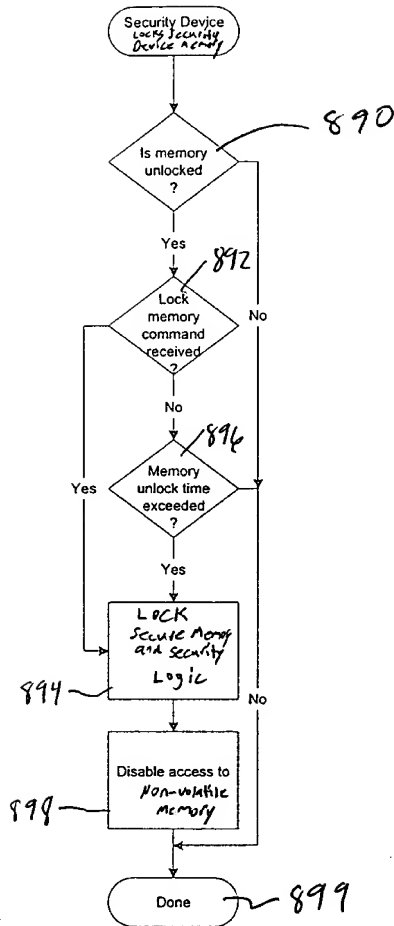 Security Device
Locks Security
Device Memory
890
Is memory
unlocked
?
Yes
892
Lock
memory
command
received
?
No
No
896
Memory
unlock time
exceeded
?
Yes
Yes
LOCK
Secure Memory
and security
Logic
894
No
Disable access to
Non-volatile
Memory
898
Done
899